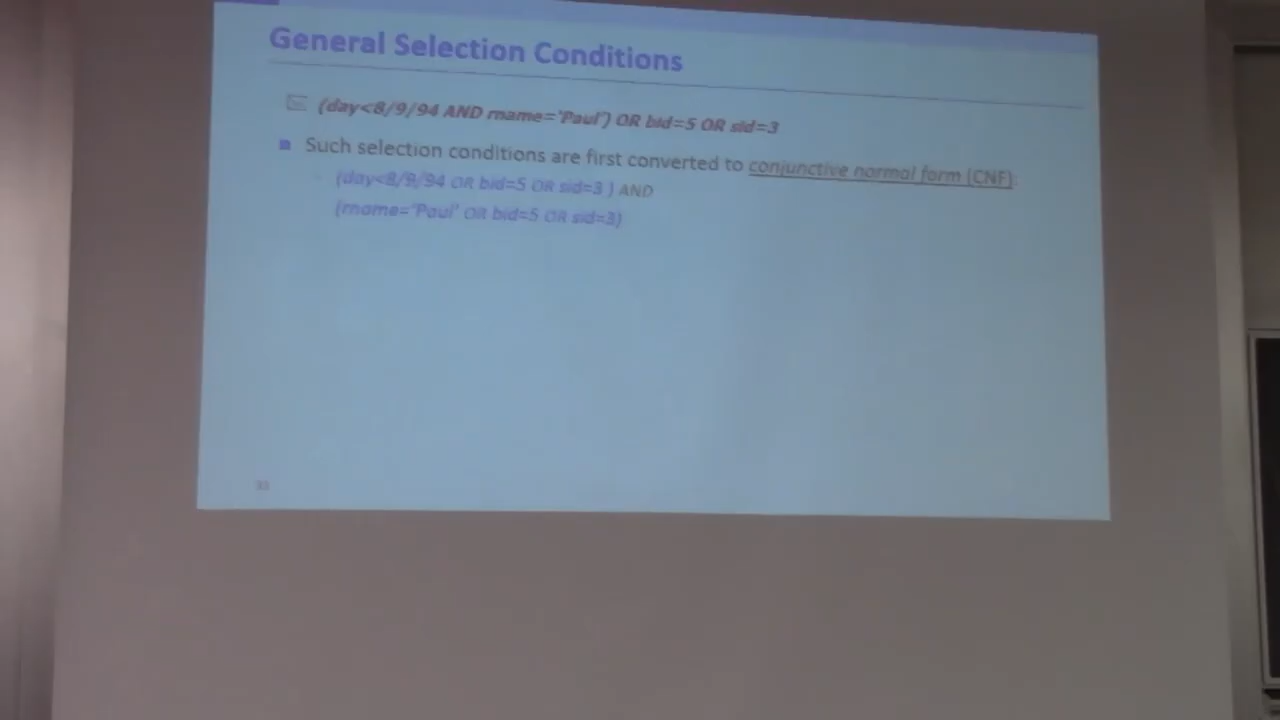 General Selection Conditions
(day<8/9/94 AND rname='Paul') OR bid=5 OR sid=3
Such selection conditions are first converted to conjunctive normal form (CNF):
(day<8/9/94 OR bid=5 OR sid=3 ) AND
(rname='Paul' OR bid=5 OR sid=3)